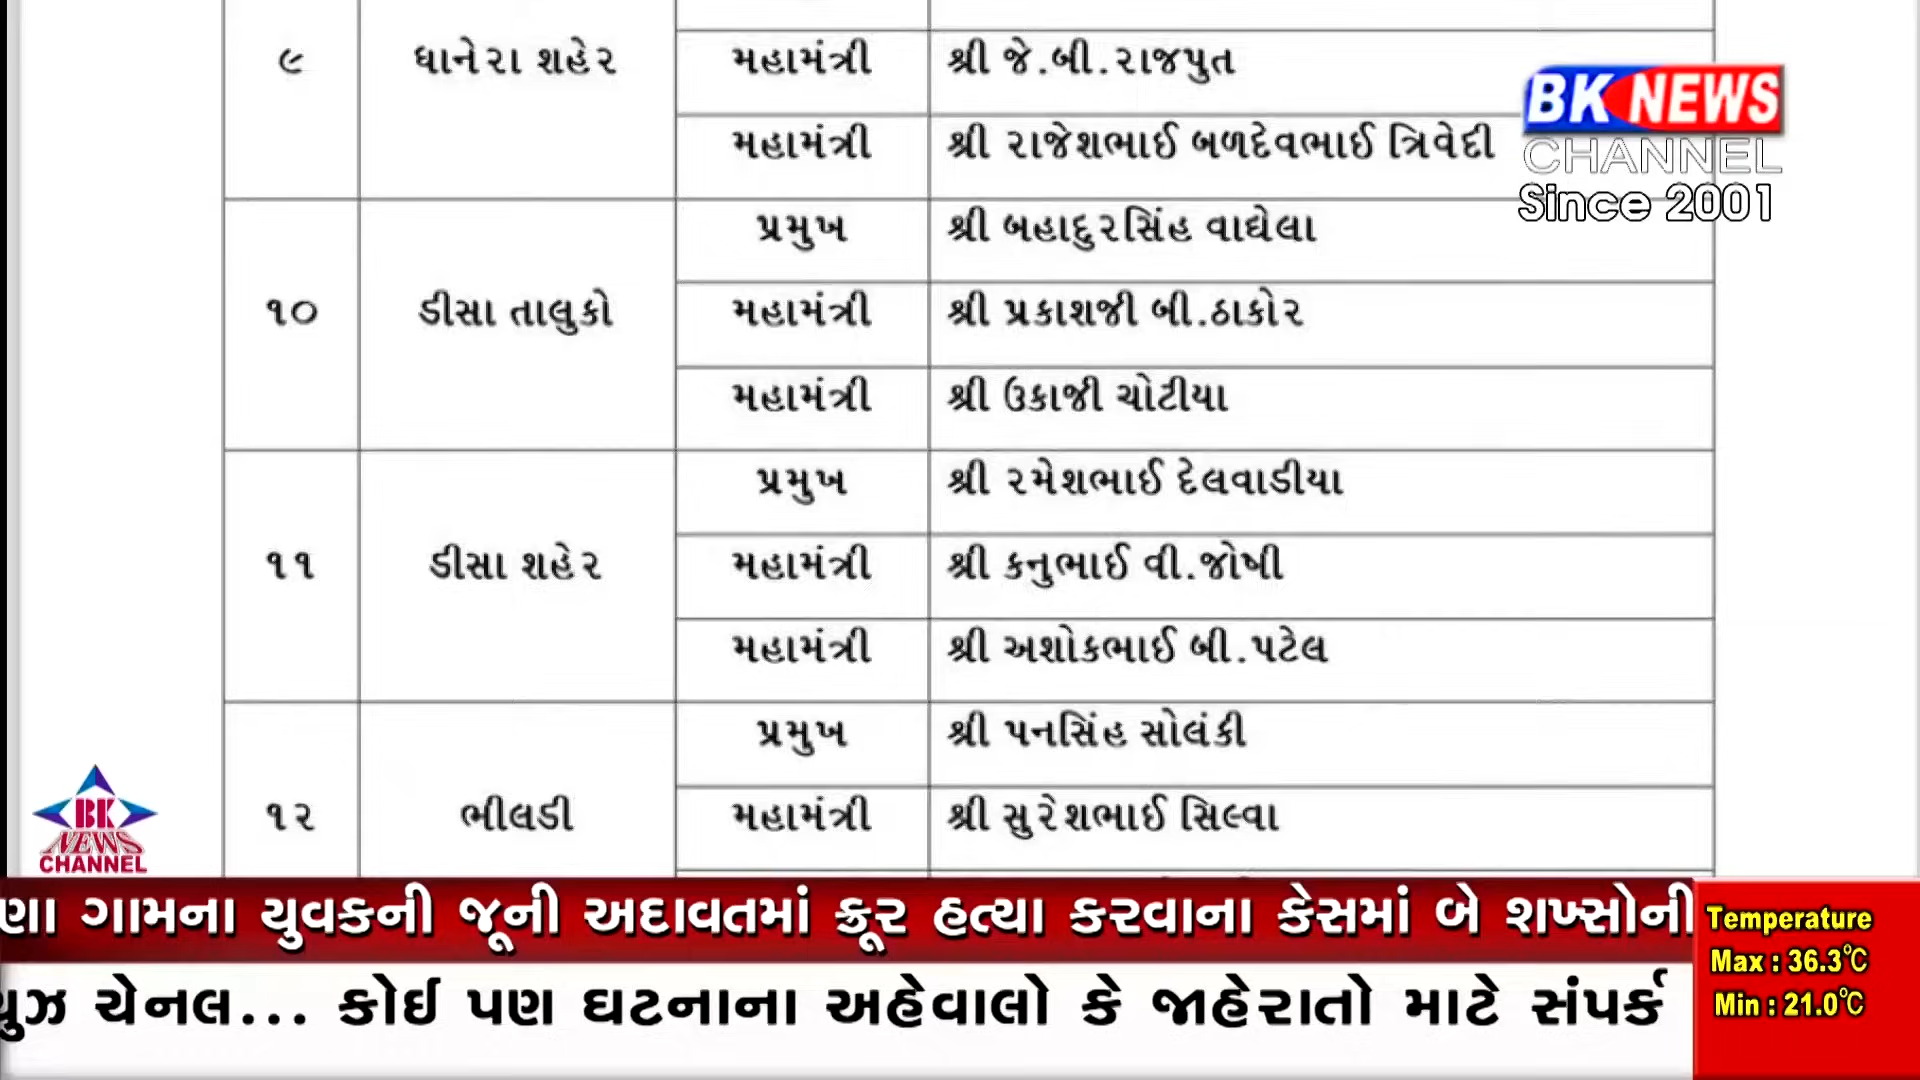 ૯ ધાનેરા શહેર
મહામંત્રી શ્રી જે.બી.રાજપુત
મહામંત્રી શ્રી રાજેશભાઈ બળદેવભાઈ ત્રિવેદી
BK NEWS
CHANNEL
Since 2001
૧૦ ડીસા તાલુકો
પ્રમુખ શ્રી બહાદુરસિંહ વાઘેલા
મહામંત્રી શ્રી પ્રકાશજી બી.ઠાકોર
મહામંત્રી શ્રી ઉકાજી ચોટીયા
૧૧ ડીસા શહેર
પ્રમુખ શ્રી રમેશભાઈ દેલવાડીયા
મહામંત્રી શ્રી કનુભાઈ વી.જોષી
મહામંત્રી શ્રી અશોકભાઈ બી.પટેલ
૧૨ ભીલડી
પ્રમુખ શ્રી પનસિંહ સોલંકી
મહામંત્રી શ્રી સુરેશભાઈ સિલ્વા
BK
NEWS
CHANNEL
ણા ગામના યુવકની જૂની અદાવતમાં ક્રૂર હત્યા કરવાના કેસમાં બે શખ્સોની
ચેનલ... કોઈ પણ ઘટનાના અહેવાલો કે જાહેરાતો માટે સંપર્ક
Temperature
Max : 36.3°C
Min : 21.0°C